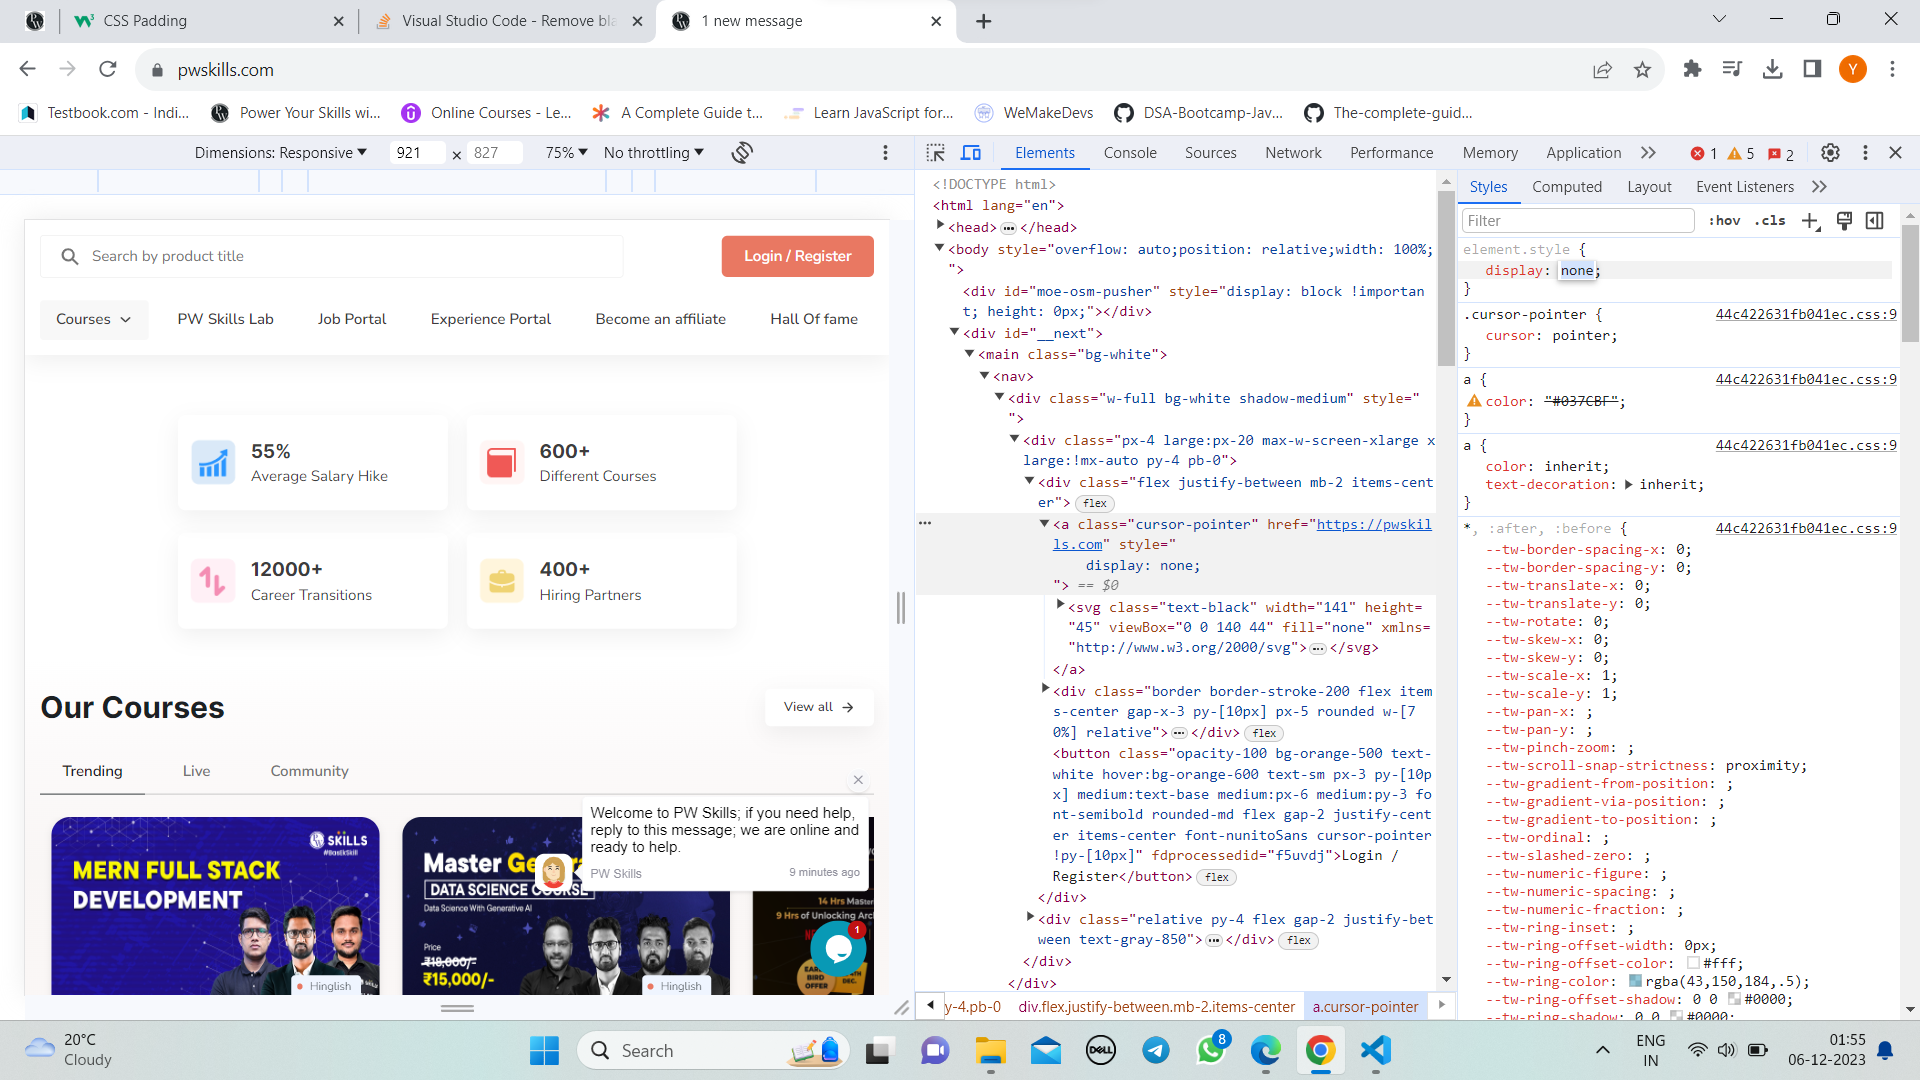 CSS Padding
Visual Studio Code - Remove bla
1 new message
pwskills.com
Y
Testbook.com - Indi...
Power Your Skills wi...
Online Courses - Le...
A Complete Guide t...
Learn JavaScript for...
WeMakeDevs
DSA-Bootcamp-Jav...
The-complete-guid...
Dimensions: Responsive
921 × 827
75%
No throttling
Search by product title
Login / Register
Courses
PW Skills Lab
Job Portal
Experience Portal
Become an affiliate
Hall Of fame
55%
Average Salary Hike
600+
Different Courses
12000+
Career Transitions
400+
Hiring Partners
Our Courses
View all
Trending
Live
Community
SKILLS
MERN FULL STACK
DEVELOPMENT
Hinglish
Master Ge
DATA SCIENCE COURSE
Data Science With Generative AI
Price
₹18,000/-
₹15,000/-
Hinglish
14 Hrs Mast
9 Hrs of Unlocking Arc
Welcome to PW Skills; if you need help,
reply to this message; we are online and
ready to help.
PW Skills
9 minutes ago
1
Elements
Console
Sources
Network
Performance
Memory
Application
1
5
2
<!DOCTYPE html>
<html lang="en">
<head> ... </head>
<body style="overflow: auto;position: relative;width: 100%;
">
<div id="moe-osm-pusher" style="display: block !importan
t; height: 0px;"></div>
<div id="__next">
<main class="bg-white">
<nav>
<div class="w-full bg-white shadow-medium" style="
">
<div class="px-4 large:px-20 max-w-screen-xlarge x
large:!mx-auto py-4 pb-0">
<div class="flex justify-between mb-2 items-cent
er"> flex
<a class="cursor-pointer" href="https://pwskil
ls.com" style="
display: none;
"> == $0
<svg class="text-black" width="141" height=
"45" viewBox="0 0 140 44" fill="none" xmlns=
"http://www.w3.org/2000/svg"> ... </svg>
</a>
<div class="border border-stroke-200 flex item
s-center gap-x-3 py-[10px] px-5 rounded w-[7
0%] relative"> ... </div> flex
<button class="opacity-100 bg-orange-500 text-
white hover:bg-orange-600 text-sm px-3 py-[10p
x] medium:text-base medium:px-6 medium:py-3 fo
nt-semibold rounded-md flex gap-2 justify-cent
er items-center font-nunitoSans cursor-pointer
!py-[10px]" fdprocessedid="f5uvdj">Login /
Register</button> flex
</div>
<div class="relative py-4 flex gap-2 justify-bet
ween text-gray-850"> ... </div> flex
</div>
</div>
y-4.pb-0
div.flex.justify-between.mb-2.items-center
a.cursor-pointer
Styles
Computed
Layout
Event Listeners
Filter
:hov
.cls
element.style {
display: none;
}
.cursor-pointer { 44c422631fb041ec.css:9
cursor: pointer;
}
a { 44c422631fb041ec.css:9
color: "#037CBF";
}
a { 44c422631fb041ec.css:9
color: inherit;
text-decoration: inherit;
}
*, :after, :before { 44c422631fb041ec.css:9
--tw-border-spacing-x: 0;
--tw-border-spacing-y: 0;
--tw-translate-x: 0;
--tw-translate-y: 0;
--tw-rotate: 0;
--tw-skew-x: 0;
--tw-skew-y: 0;
--tw-scale-x: 1;
--tw-scale-y: 1;
--tw-pan-x: ;
--tw-pan-y: ;
--tw-pinch-zoom: ;
--tw-scroll-snap-strictness: proximity;
--tw-gradient-from-position: ;
--tw-gradient-via-position: ;
--tw-gradient-to-position: ;
--tw-ordinal: ;
--tw-slashed-zero: ;
--tw-numeric-figure: ;
--tw-numeric-spacing: ;
--tw-numeric-fraction: ;
--tw-ring-inset: ;
--tw-ring-offset-width: 0px;
--tw-ring-offset-color: #fff;
--tw-ring-color: rgba(43,150,184,.5);
--tw-ring-offset-shadow: 0 0 #0000;
--tw-ring-shadow: 0 0 #0000;
20°C
Cloudy
Search
DELL
8
ENG
IN
01:55
06-12-2023